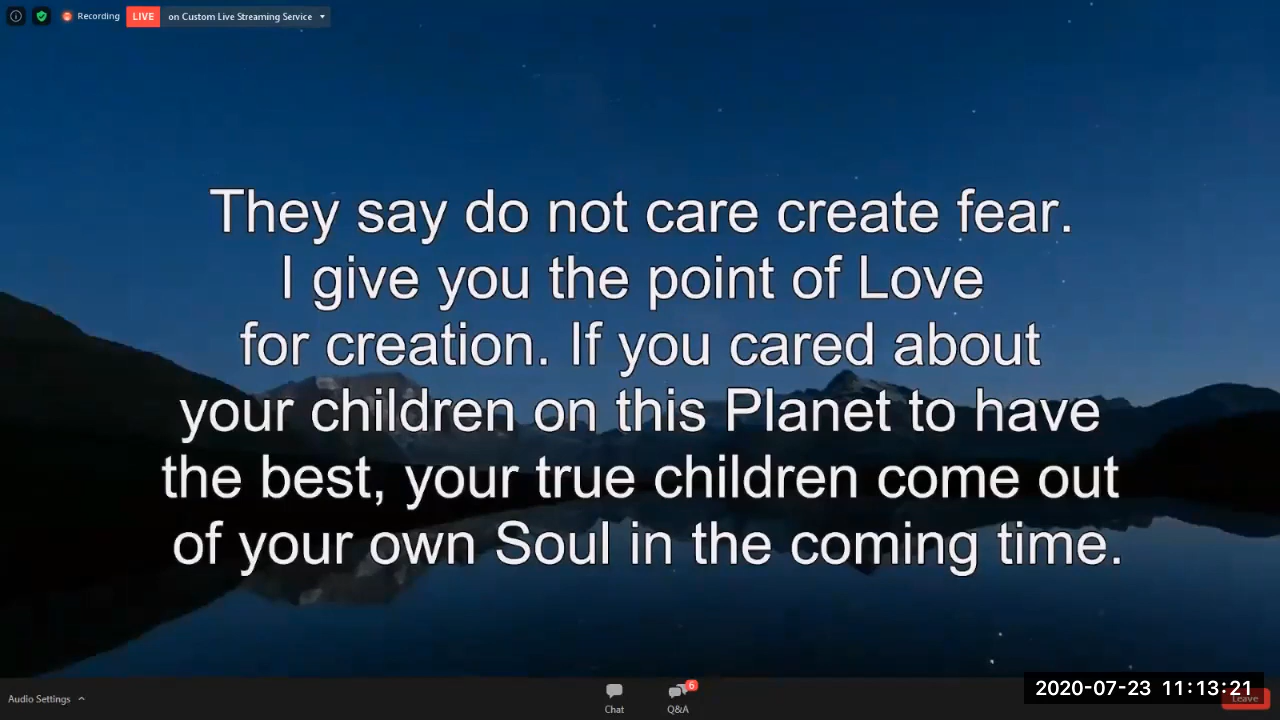 Recording
LIVE
on Custom Live Streaming Service
They say do not care create fear.
I give you the point of Love
for creation. If you cared about
your children on this Planet to have
the best, your true children come out
of your own Soul in the coming time.
Audio Settings
Chat
6
Q&A
2020-07-23 11:13:21
Leave